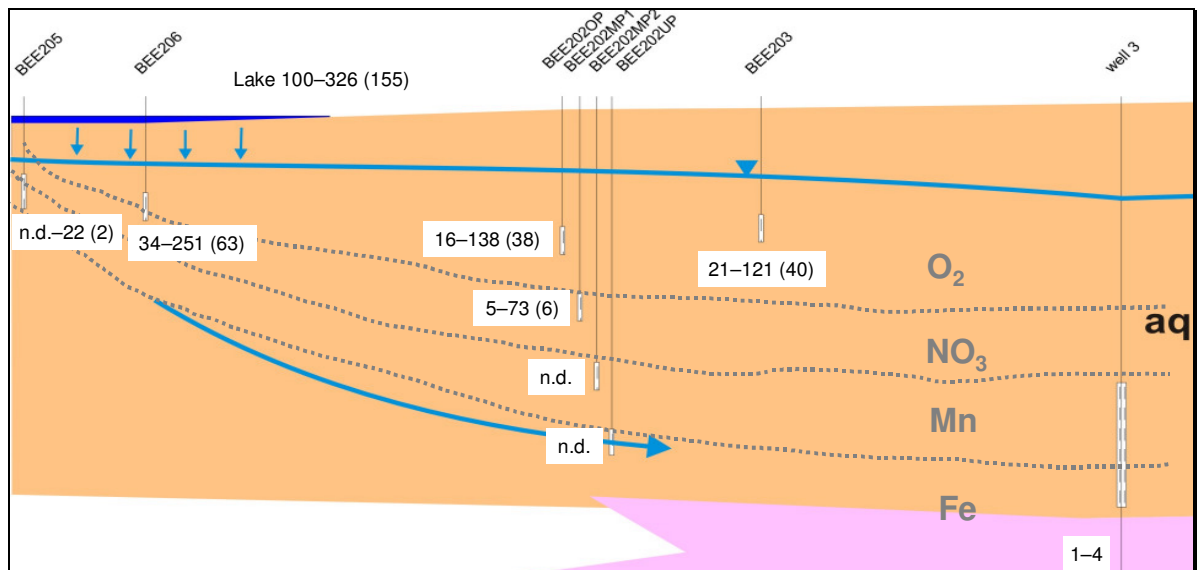 BEE205
BEE206
BEE202OP
BEE202MP1
BEE202MP2
BEE202UP
BEE203
well 3
Lake 100–326 (155)
n.d.–22 (2)
34–251 (63)
16–138 (38)
21–121 (40)
O₂
5–73 (6)
aq
NO₃
n.d.
Mn
n.d.
Fe
1–4